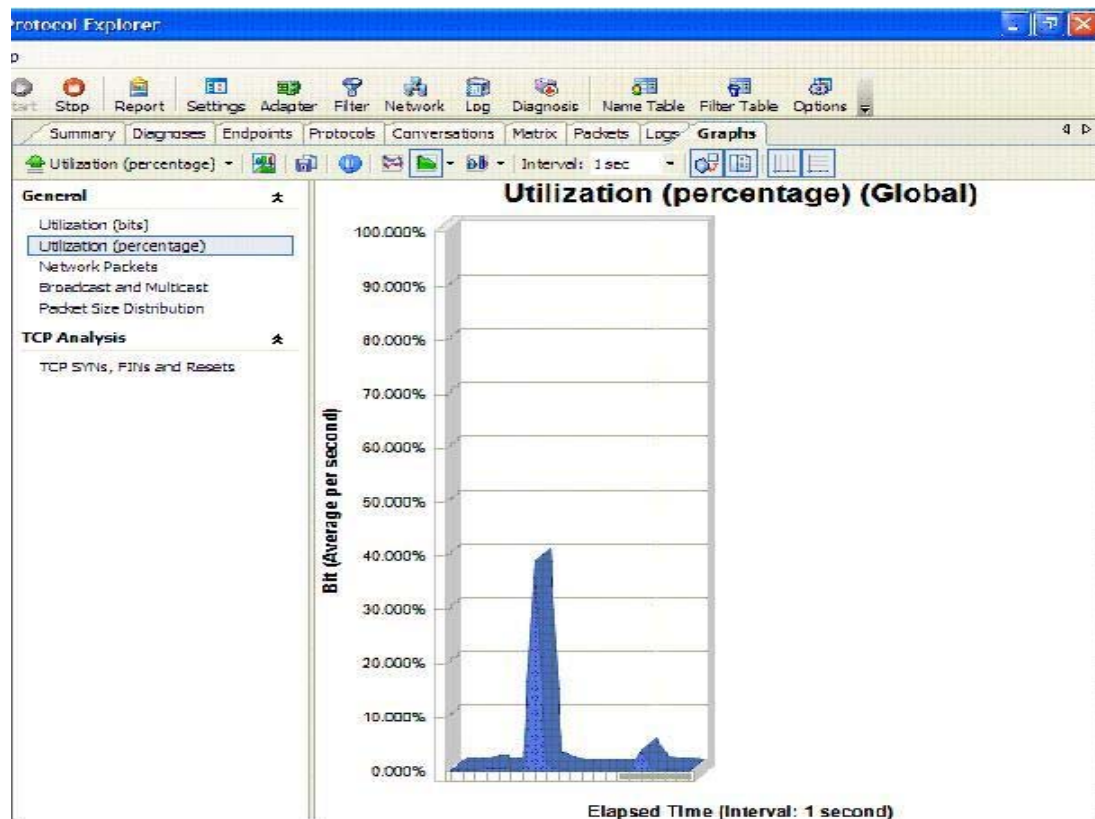 Protocol Explorer
Stop Report Settings Adapter Filter Network Log Diagnosis Name Table Filter Table Options
Summary Diagnoses Endpoints Protocols Conversations Matrix Packets Logs Graphs
Utilization (percentage) Interval: 1 sec
General
Utilization (bits)
Utilization (percentage)
Network Packets
Broadcast and Multicast
Packet Size Distribution
TCP Analysis
TCP SYNs, FINs and Resets
Utilization (percentage) (Global)
Bit (Average per second)
100.000%
90.000%
80.000%
70.000%
60.000%
50.000%
40.000%
30.000%
20.000%
10.000%
0.000%
Elapsed Time (Interval: 1 second)